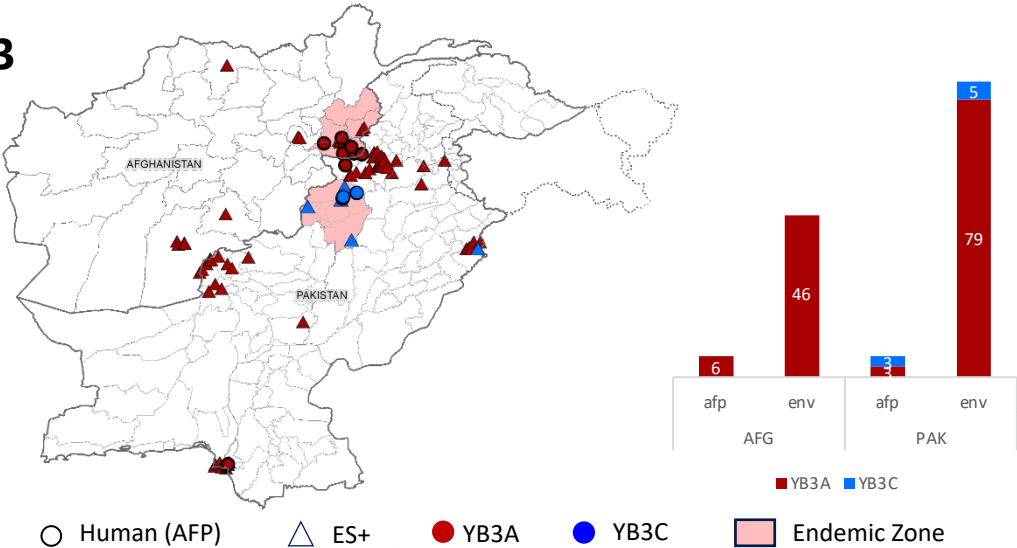 3
AFGHANISTAN
PAKISTAN
5
79
46
6
3
3
afp env afp env
AFG PAK
YB3A YB3C
Human (AFP) ES+ YB3A YB3C Endemic Zone